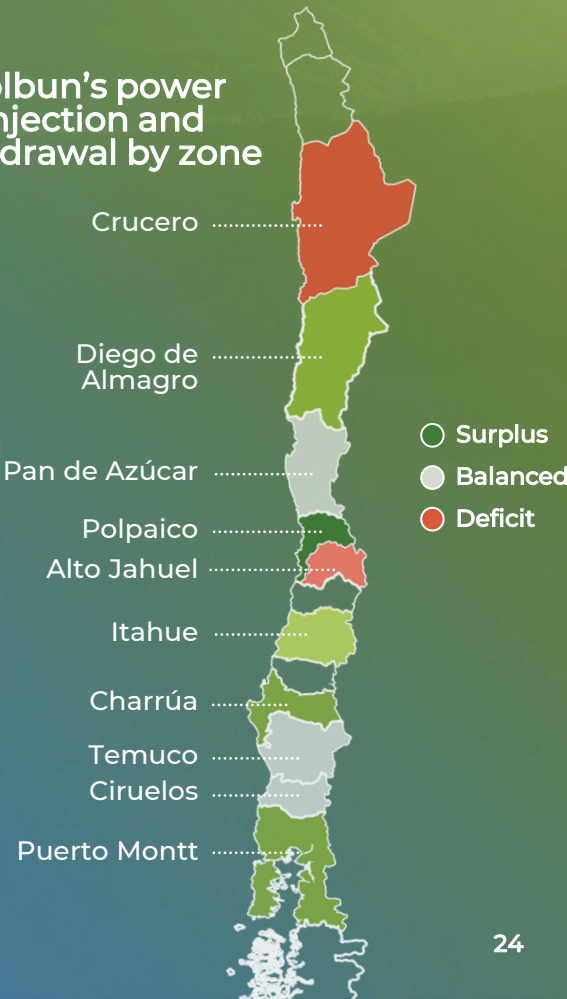 lbun's power
njection and
drawal by zone
Crucero
Diego de
Almagro
Pan de Azúcar
Surplus
Balanced
Deficit
Polpaico
Alto Jahuel
Itahue
Charrúa
Temuco
Ciruelos
Puerto Montt
24